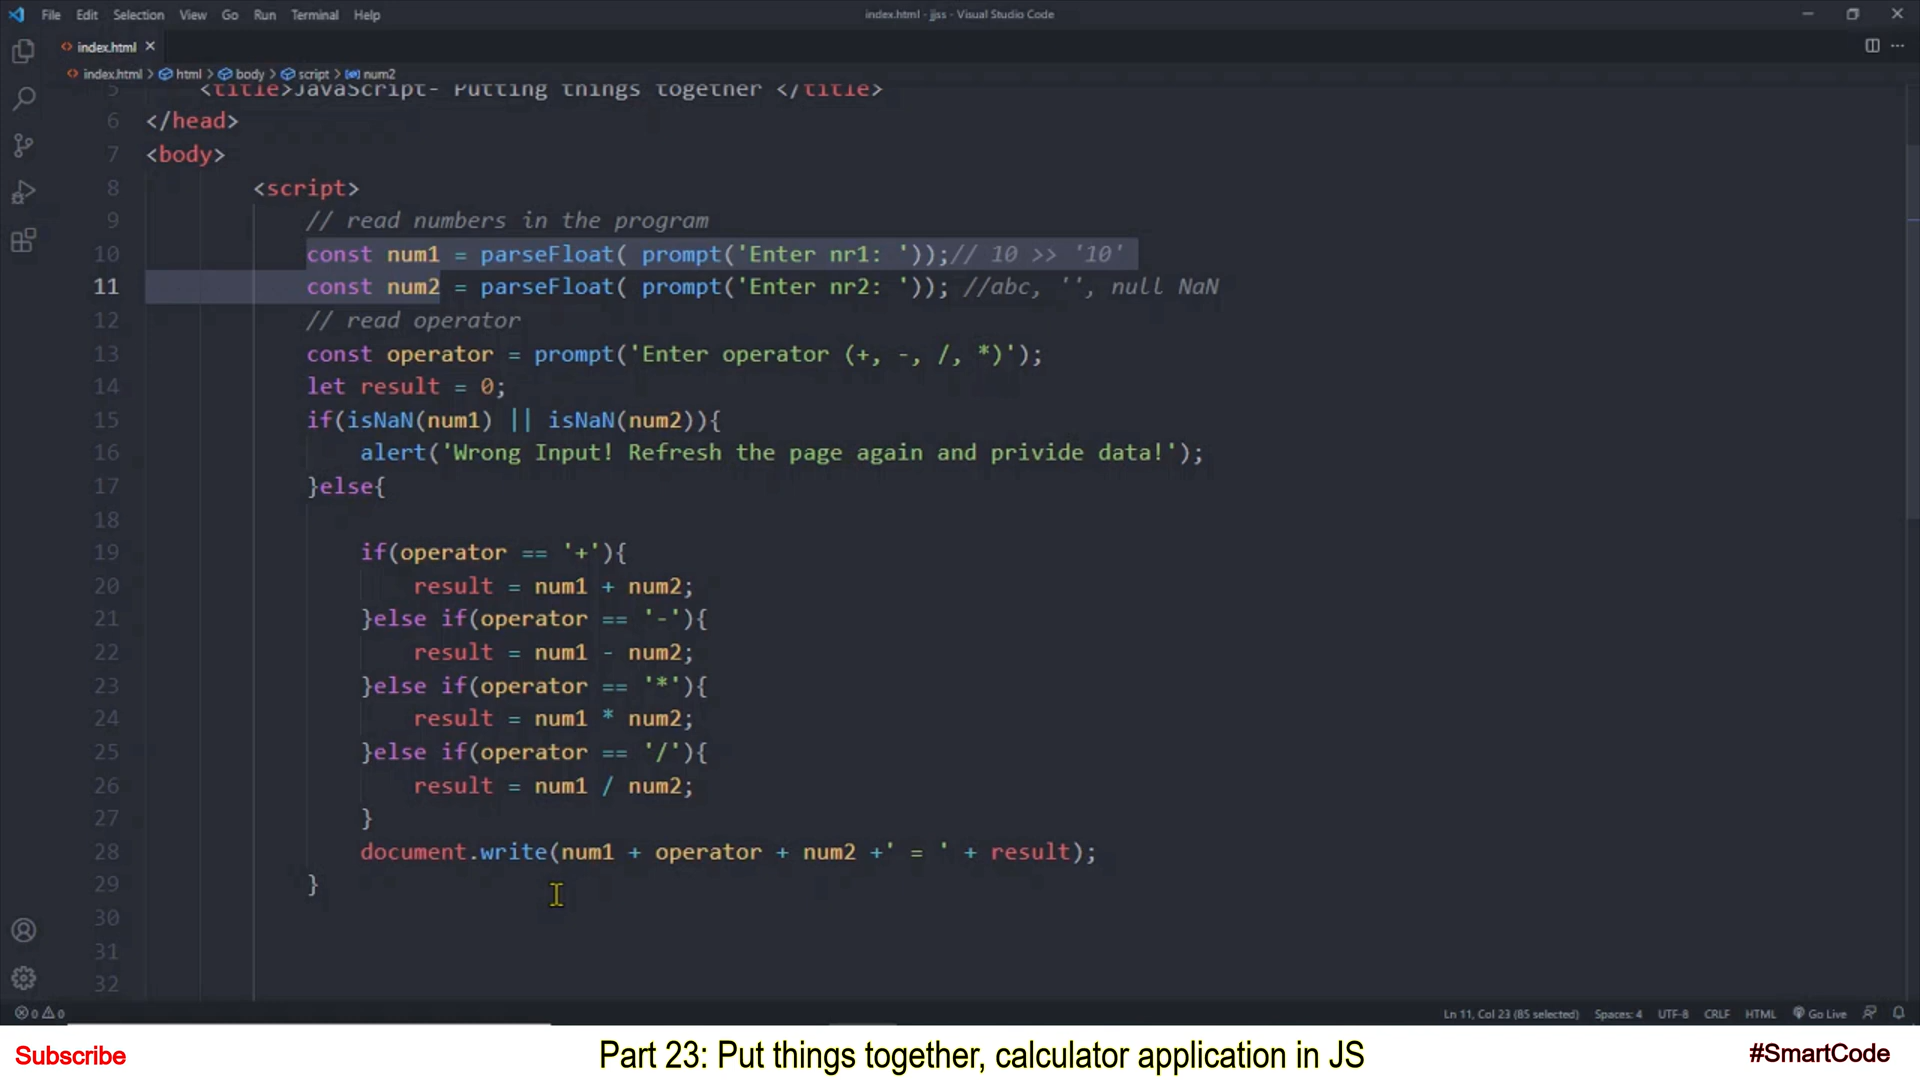 File Edit Selection View Go Run Terminal Help index.html - jjss - Visual Studio Code
index.html
index.html > html > body > script > num2
5 <title>JavaScript- Putting things together </title>
6 </head>
7 <body>
8 <script>
9 // read numbers in the program
10 const num1 = parseFloat( prompt('Enter nr1: '));// 10 >> '10'
11 const num2 = parseFloat( prompt('Enter nr2: ')); //abc, '', null NaN
12 // read operator
13 const operator = prompt('Enter operator (+, -, /, *)');
14 let result = 0;
15 if(isNaN(num1) || isNaN(num2)){
16 alert('Wrong Input! Refresh the page again and privide data!');
17 }else{
18
19 if(operator == '+'){
20 result = num1 + num2;
21 }else if(operator == '-'){
22 result = num1 - num2;
23 }else if(operator == '*'){
24 result = num1 * num2;
25 }else if(operator == '/'){
26 result = num1 / num2;
27 }
28 document.write(num1 + operator + num2 +' = ' + result);
29 }
30
31
32
0 0 Ln 11, Col 23 (85 selected) Spaces: 4 UTF-8 CRLF HTML Go Live
Subscribe Part 23: Put things together, calculator application in JS #SmartCode